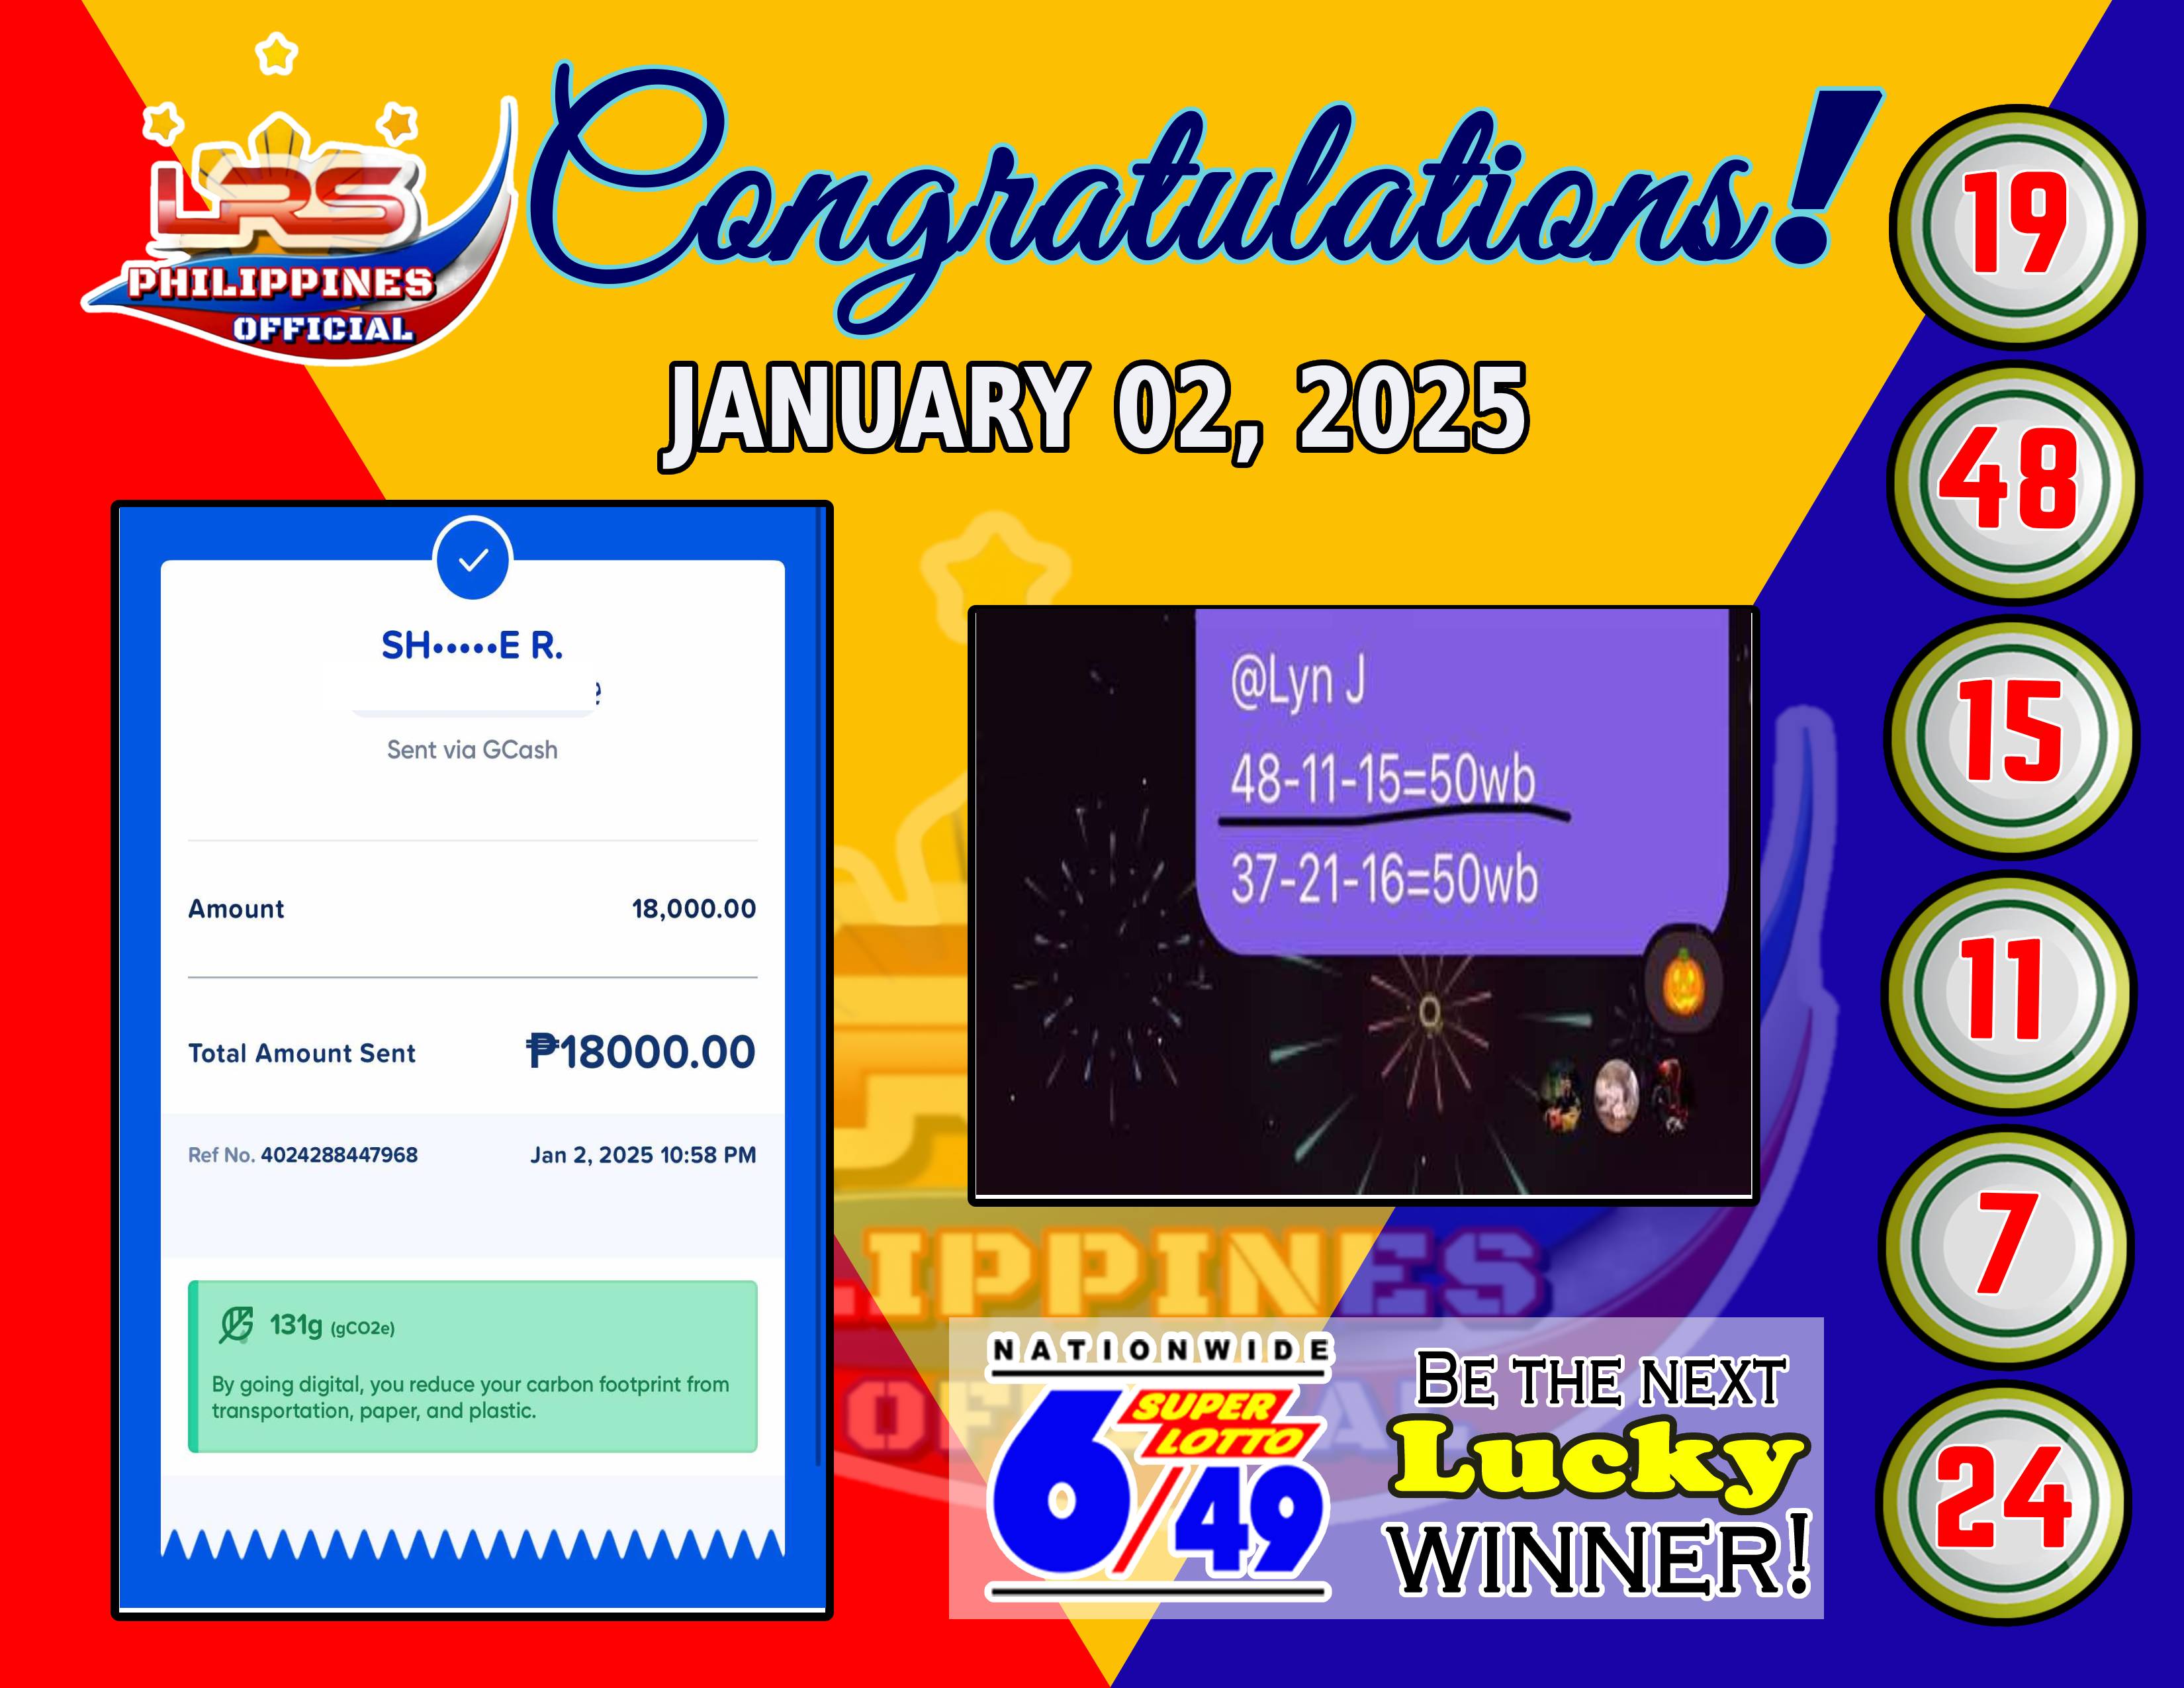 LRS
PHILIPPINES
OFFICIAL
Congratulations!
JANUARY 02, 2025
SH•••••E R.
Sent via GCash
Amount 18,000.00
Total Amount Sent ₱18000.00
Ref No. 4024288447968 Jan 2, 2025 10:58 PM
131g (gCO2e)
By going digital, you reduce your carbon footprint from
transportation, paper, and plastic.
@Lyn J
48-11-15=50wb
37-21-16=50wb
IPPINES
NATIONWIDE
SUPER
LOTTO
6/49
BE THE NEXT
Lucky
WINNER!
19
48
15
11
7
24